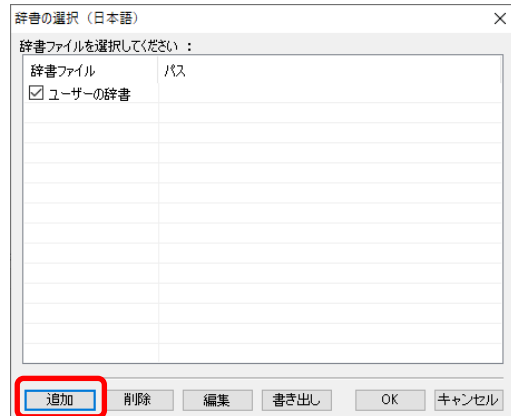 辞書の選択（日本語）
辞書ファイルを選択してください ：
辞書ファイル パス
ユーザーの辞書
追加 削除 編集 書き出し OK キャンセル